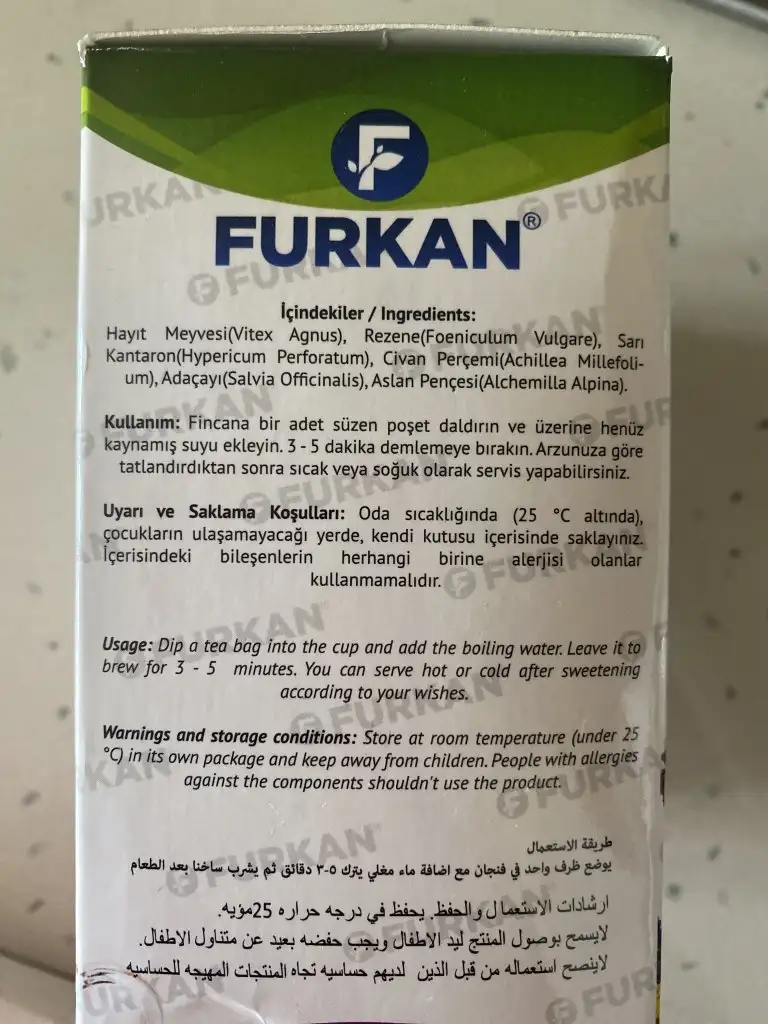 FURKAN®
İçindekiler / Ingredients:
Hayıt Meyvesi(Vitex Agnus), Rezene(Foeniculum Vulgare), Sarı
Kantaron(Hypericum Perforatum), Civan Perçemi(Achillea Millefoli-
um), Adaçayı(Salvia Officinalis), Aslan Pençesi(Alchemilla Alpina).
Kullanım: Fincana bir adet süzen poşet daldırın ve üzerine henüz
kaynamış suyu ekleyin. 3 - 5 dakika demlemeye bırakın. Arzunuza göre
tatlandırdıktan sonra sıcak veya soğuk olarak servis yapabilirsiniz.
Uyarı ve Saklama Koşulları: Oda sıcaklığında (25 °C altında),
çocukların ulaşamayacağı yerde, kendi kutusu içerisinde saklayınız.
İçerisindeki bileşenlerin herhangi birine alerjisi olanlar
kullanmamalıdır.
Usage: Dip a tea bag into the cup and add the boiling water. Leave it to
brew for 3 - 5 minutes. You can serve hot or cold after sweetening
according to your wishes.
Warnings and storage conditions: Store at room temperature (under 25
°C) in its own package and keep away from children. People with allergies
against the components shouldn't use the product.
طريقة الاستعمال
يوضع ظرف واحد في فنجان مع اضافة ماء مغلي يترك ٥-٣ دقائق ثم يشرب ساخنا بعد الطعام
ارشادات الاستعمال والحفظ. يحفظ في درجه حراره 25مؤيه.
لايسمح بوصول المنتج ليد الاطفال ويجب حفضه بعيد عن متناول الاطفال.
لاينصح استعماله من قبل الذين لديهم حساسيه تجاه المنتجات المهيجه للحساسيه